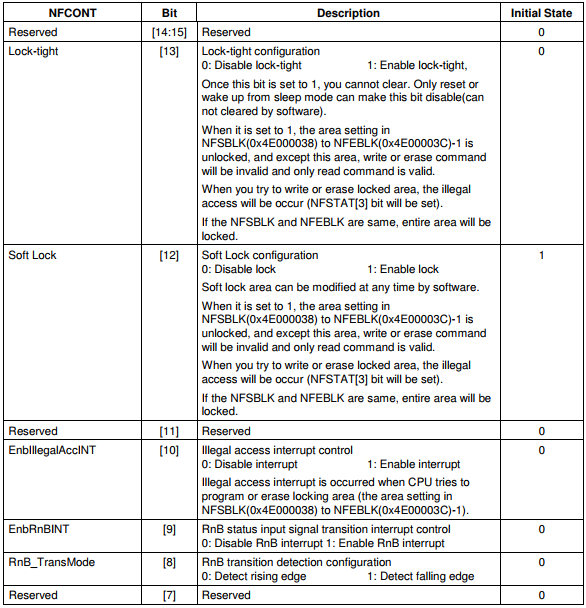 NFCONT Bit Description Initial State
Reserved [14:15] Reserved 0
Lock-tight [13] Lock-tight configuration 0
0: Disable lock-tight 1: Enable lock-tight,
Once this bit is set to 1, you cannot clear. Only reset or
wake up from sleep mode can make this bit disable(can
not cleared by software).
When it is set to 1, the area setting in
NFSBLK(0x4E000038) to NFEBLK(0x4E00003C)-1 is
unlocked, and except this area, write or erase command
will be invalid and only read command is valid.
When you try to write or erase locked area, the illegal
access will be occur (NFSTAT[3] bit will be set).
If the NFSBLK and NFEBLK are same, entire area will be
locked.
Soft Lock [12] Soft Lock configuration 1
0: Disable lock 1: Enable lock
Soft lock area can be modified at any time by software.
When it is set to 1, the area setting in
NFSBLK(0x4E000038) to NFEBLK(0x4E00003C)-1 is
unlocked, and except this area, write or erase command
will be invalid and only read command is valid.
When you try to write or erase locked area, the illegal
access will be occur (NFSTAT[3] bit will be set).
If the NFSBLK and NFEBLK are same, entire area will be
locked.
Reserved [11] Reserved 0
EnbIllegalAccINT [10] Illegal access interrupt control 0
0: Disable interrupt 1: Enable interrupt
Illegal access interrupt is occurred when CPU tries to
program or erase locking area (the area setting in
NFSBLK(0x4E000038) to NFEBLK(0x4E00003C)-1).
EnbRnBINT [9] RnB status input signal transition interrupt control 0
0: Disable RnB interrupt 1: Enable RnB interrupt
RnB_TransMode [8] RnB transition detection configuration 0
0: Detect rising edge 1: Detect falling edge
Reserved [7] Reserved 0